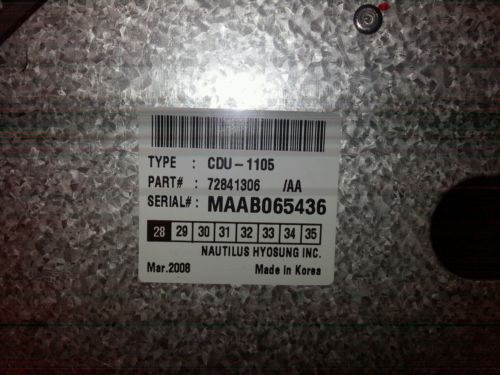 TYPE : CDU-1105
PART# : 72841306 /AA
SERIAL# : MAAB065436
28 29 30 31 32 33 34 35
NAUTILUS HYOSUNG INC.
Mar.2008 Made in Korea